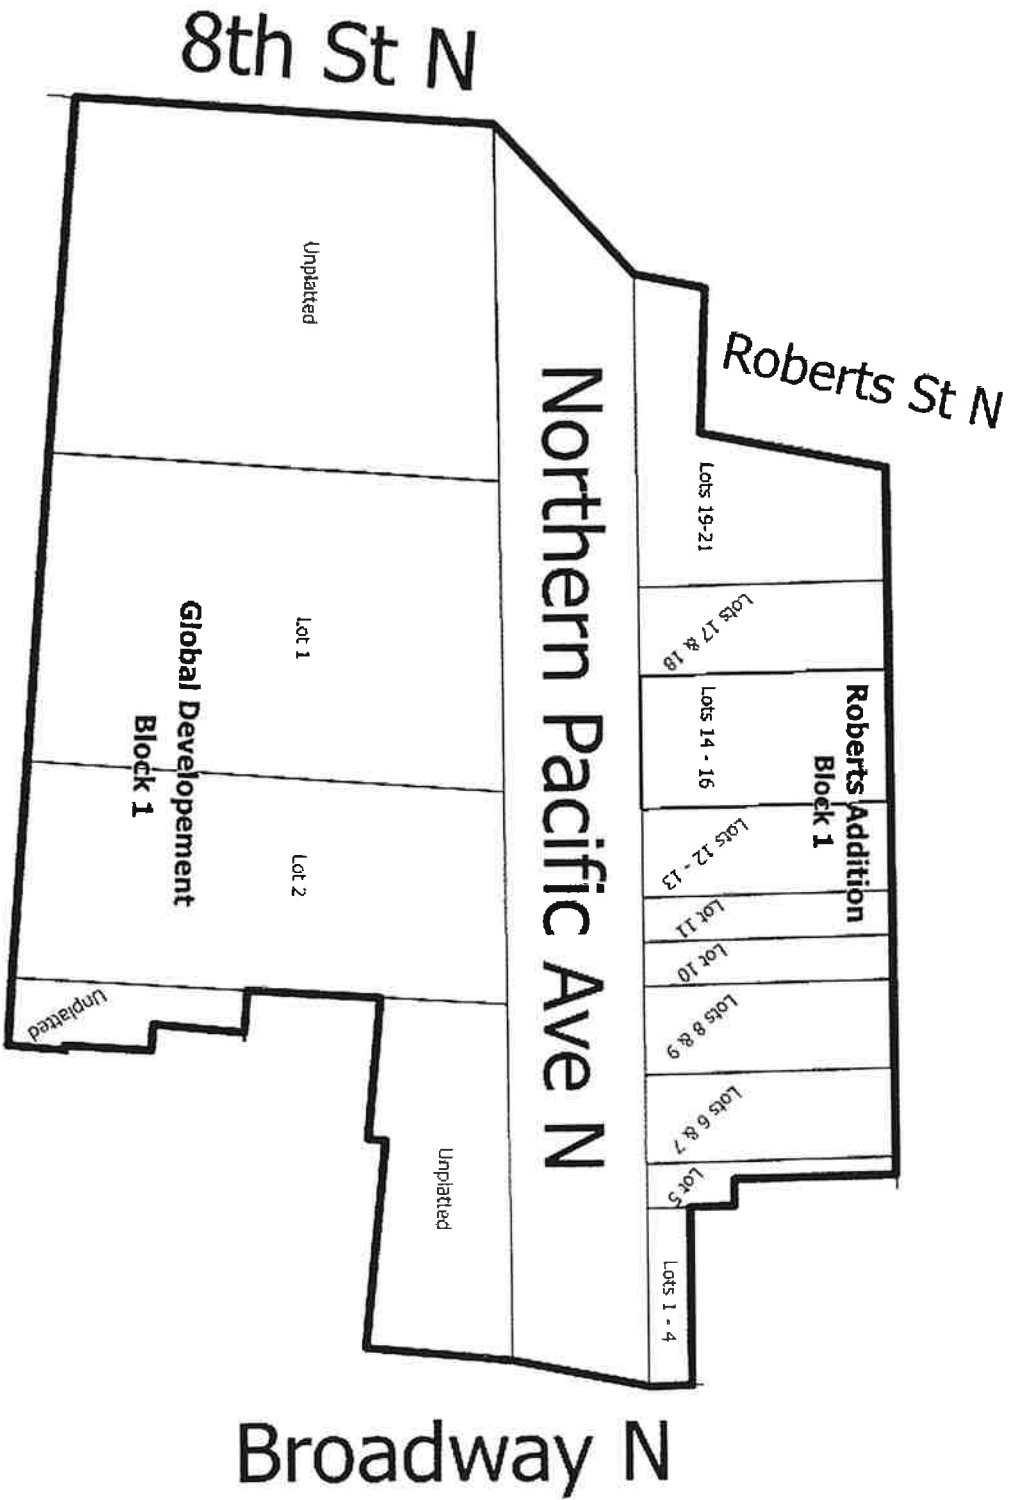 8th St N
Roberts St N
Unplatted
Northern Pacific Ave N
Lots 19-21
Lots 17 & 18
Lots 14 - 16
Roberts Addition
Block 1
Lots 12 - 13
Lot 11
Lot 10
Lots 8 & 9
Lots 6 & 7
Lot 5
Lots 1 - 4
Lot 1
Global Developement
Block 1
Lot 2
Unplatted
Unplatted
Broadway N